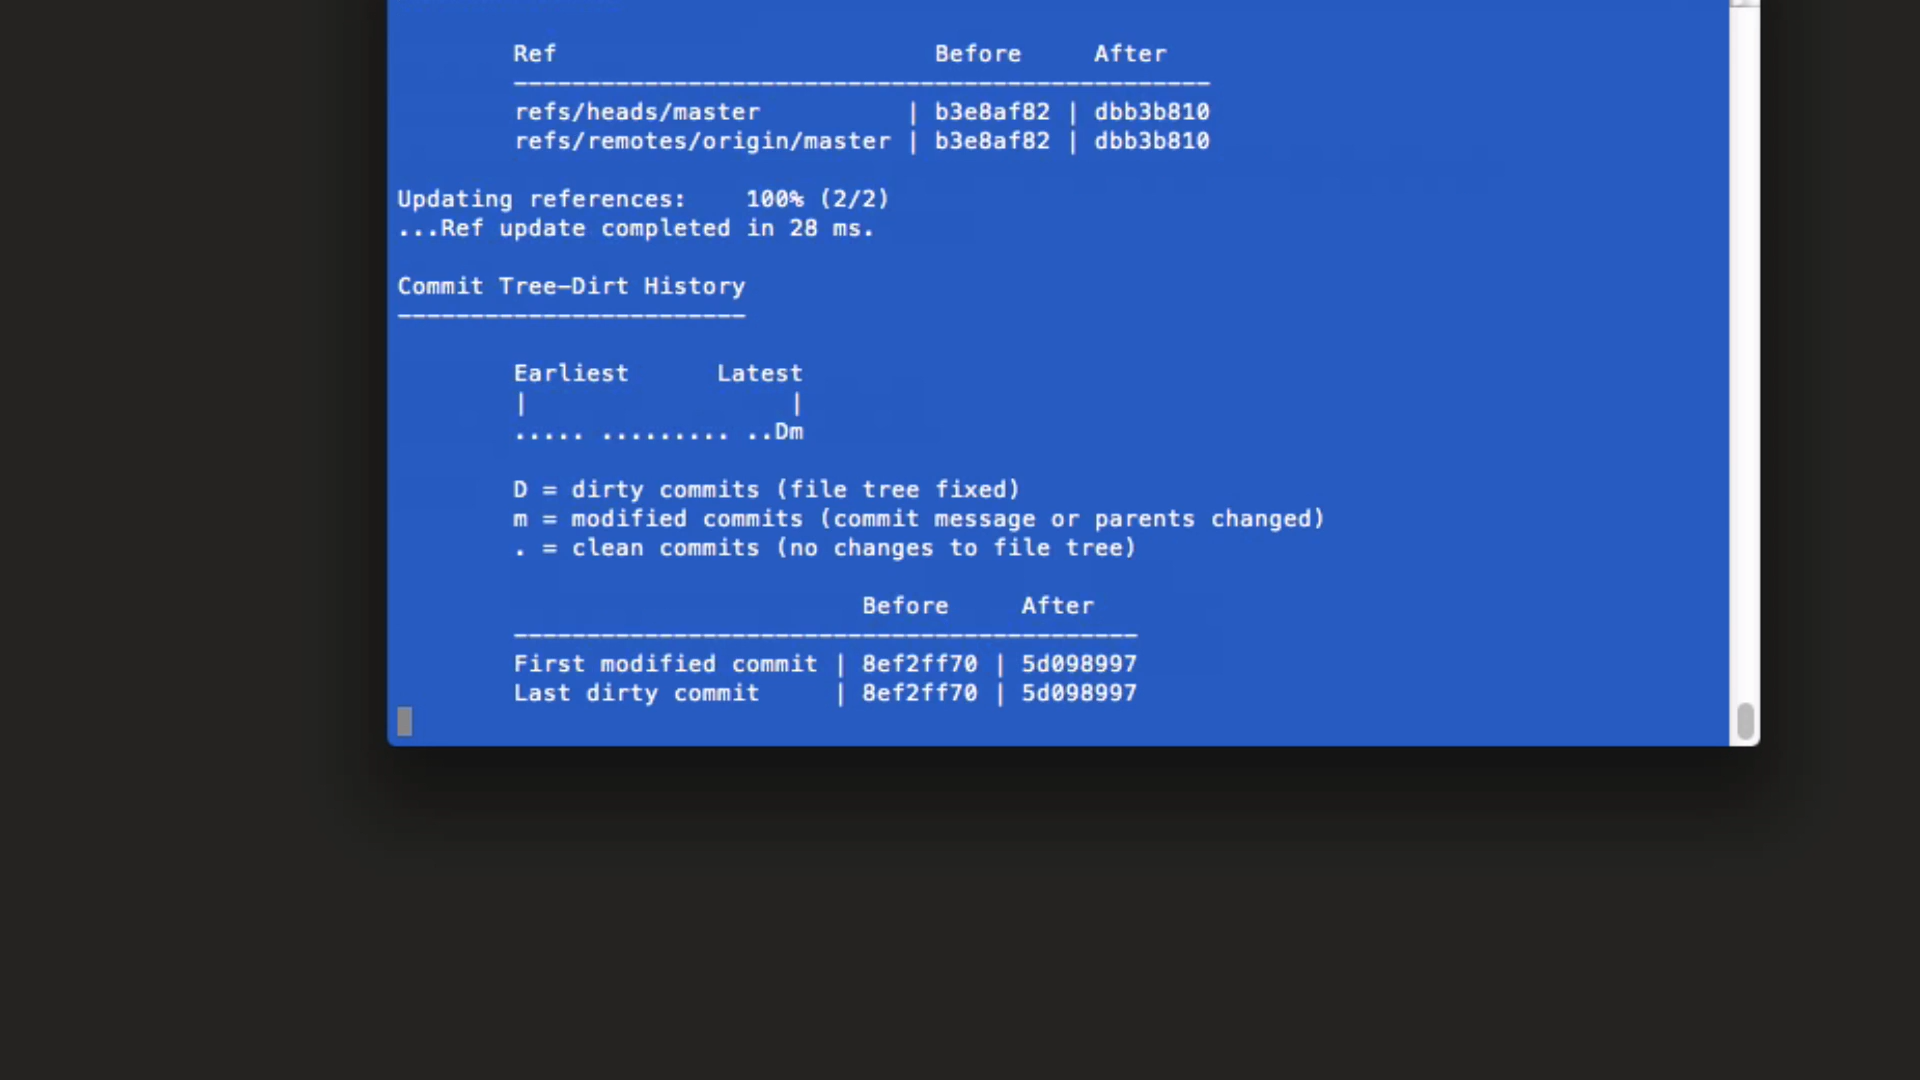 Ref Before After
------------------------------------------------
refs/heads/master | b3e8af82 | dbb3b810
refs/remotes/origin/master | b3e8af82 | dbb3b810
Updating references: 100% (2/2)
...Ref update completed in 28 ms.
Commit Tree-Dirt History
------------------------
Earliest Latest
| |
..... ......... ..Dm
D = dirty commits (file tree fixed)
m = modified commits (commit message or parents changed)
. = clean commits (no changes to file tree)
Before After
-------------------------------------------
First modified commit | 8ef2ff70 | 5d098997
Last dirty commit | 8ef2ff70 | 5d098997